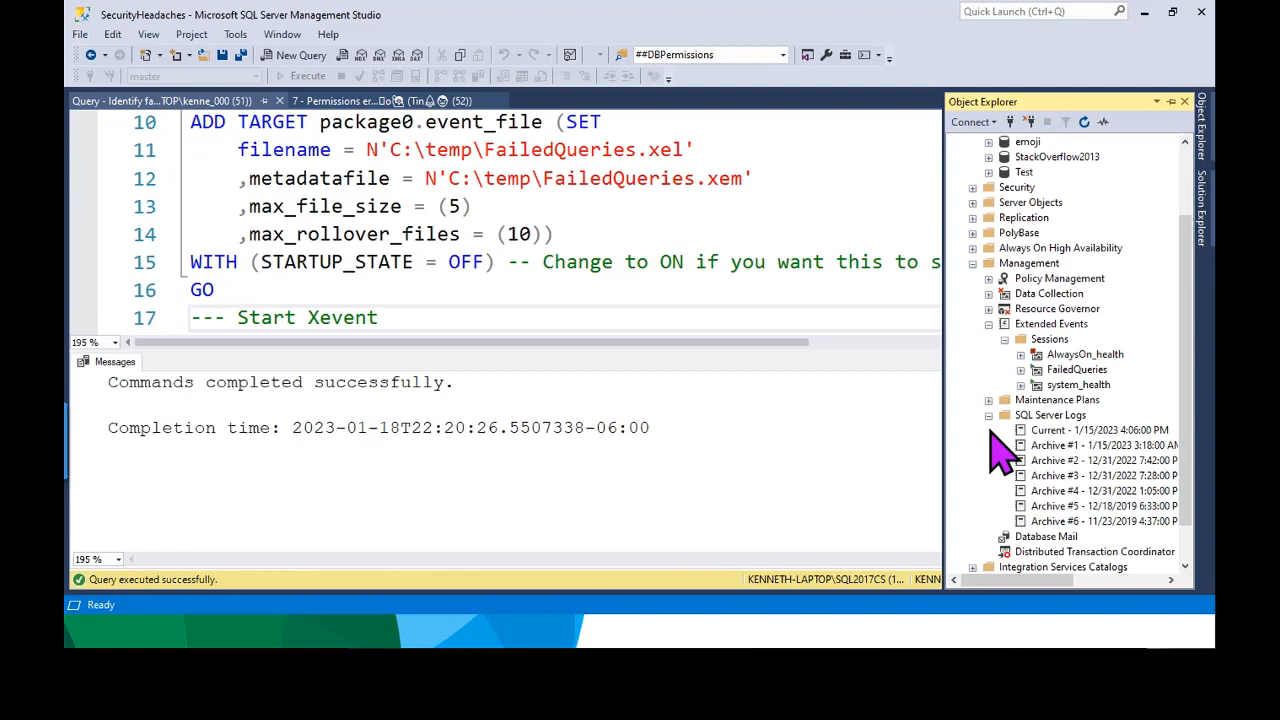 SecurityHeadaches - Microsoft SQL Server Management Studio
Quick Launch (Ctrl+Q)
File Edit View Project Tools Window Help
New Query
##DBPermissions
master
Execute
Query - Identify fa...TOP\kenne_000 (51))
7 - Permissions er... (52))
10 ADD TARGET package0.event_file (SET
11 filename = N'C:\temp\FailedQueries.xel'
12 ,metadatafile = N'C:\temp\FailedQueries.xem'
13 ,max_file_size = (5)
14 ,max_rollover_files = (10))
15 WITH (STARTUP_STATE = OFF) -- Change to ON if you want this to s
16 GO
17 --- Start Xevent
195 %
Messages
Commands completed successfully.
Completion time: 2023-01-18T22:20:26.5507338-06:00
195 %
Query executed successfully.
KENNETH-LAPTOP\SQL2017CS (1...
KENN
Ready
Object Explorer
Connect
emoji
StackOverflow2013
Test
Security
Server Objects
Replication
PolyBase
Always On High Availability
Management
Policy Management
Data Collection
Resource Governor
Extended Events
Sessions
AlwaysOn_health
FailedQueries
system_health
Maintenance Plans
SQL Server Logs
Current - 1/15/2023 4:06:00 PM
Archive #1 - 1/15/2023 3:18:00 AM
Archive #2 - 12/31/2022 7:42:00 P
Archive #3 - 12/31/2022 7:28:00 P
Archive #4 - 12/31/2022 1:05:00 P
Archive #5 - 12/18/2019 6:33:00 P
Archive #6 - 11/23/2019 4:37:00 P
Database Mail
Distributed Transaction Coordinator
Integration Services Catalogs
Object Explorer
Solution Explorer